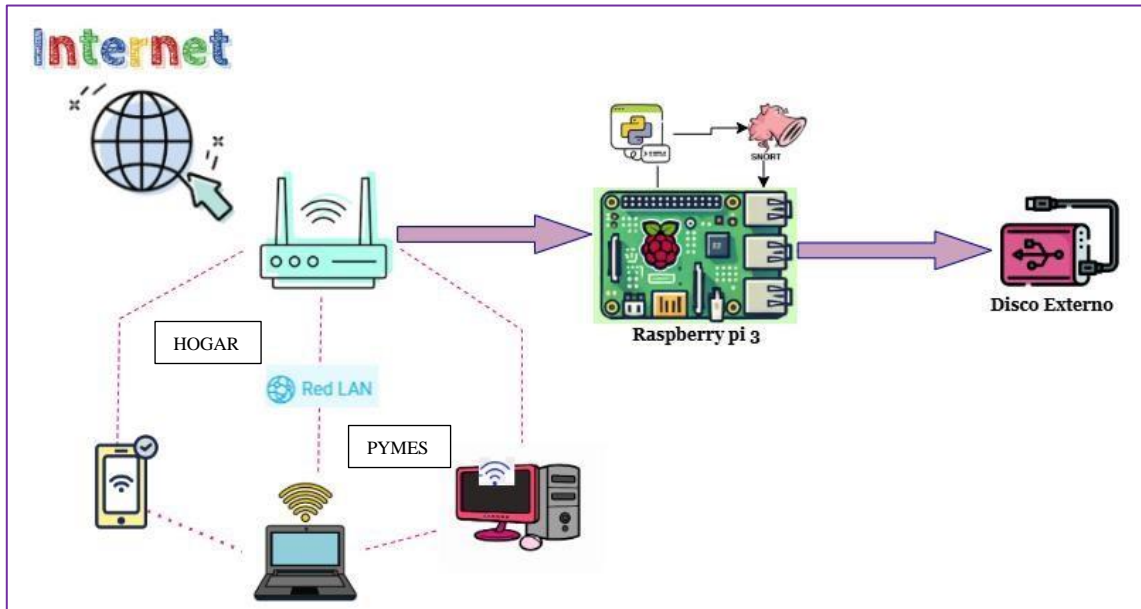 Internet
SNORT
Raspberry pi 3
Disco Externo
HOGAR
Red LAN
PYMES